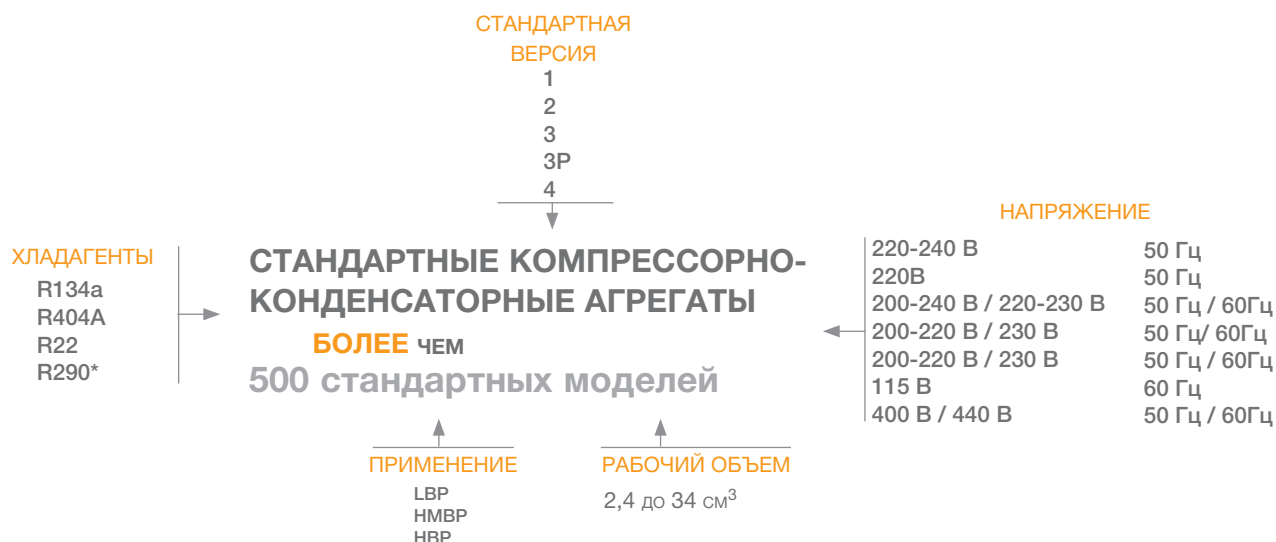 СТАНДАРТНАЯ
ВЕРСИЯ
1
2
3
3P
4
ХЛАДАГЕНТЫ
R134a
R404A
R22
R290*
СТАНДАРТНЫЕ КОМПРЕССОРНО-
КОНДЕНСАТОРНЫЕ АГРЕГАТЫ
БОЛЕЕ ЧЕМ
500 стандартных моделей
НАПРЯЖЕНИЕ
220-240 В 50 Гц
220В 50 Гц
200-240 В / 220-230 В 50 Гц / 60Гц
200-220 В / 230 В 50 Гц/ 60Гц
200-220 В / 230 В 50 Гц / 60Гц
115 В 60 Гц
400 В / 440 В 50 Гц / 60Гц
ПРИМЕНЕНИЕ
LBP
HMBP
HBP
РАБОЧИЙ ОБЪЕМ
2,4 ДО 34 СМ³